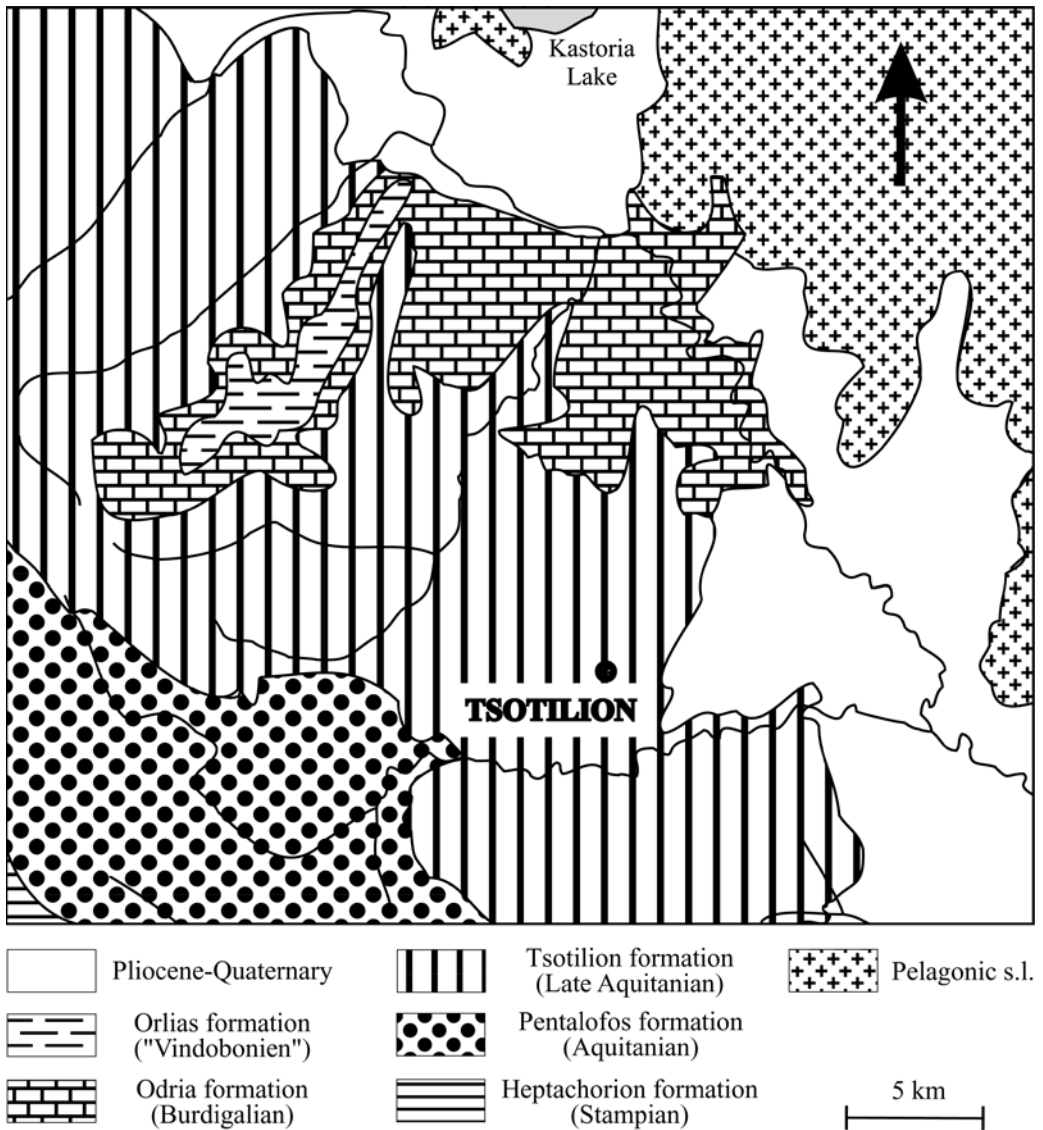 Kastoria
Lake
TSOTILION
Pliocene-Quaternary
Orlias formation
("Vindobonien")
Odria formation
(Burdigalian)
Tsotilion formation
(Late Aquitanian)
Pentalofos formation
(Aquitanian)
Heptachorion formation
(Stampian)
Pelagonic s.l.
5 km